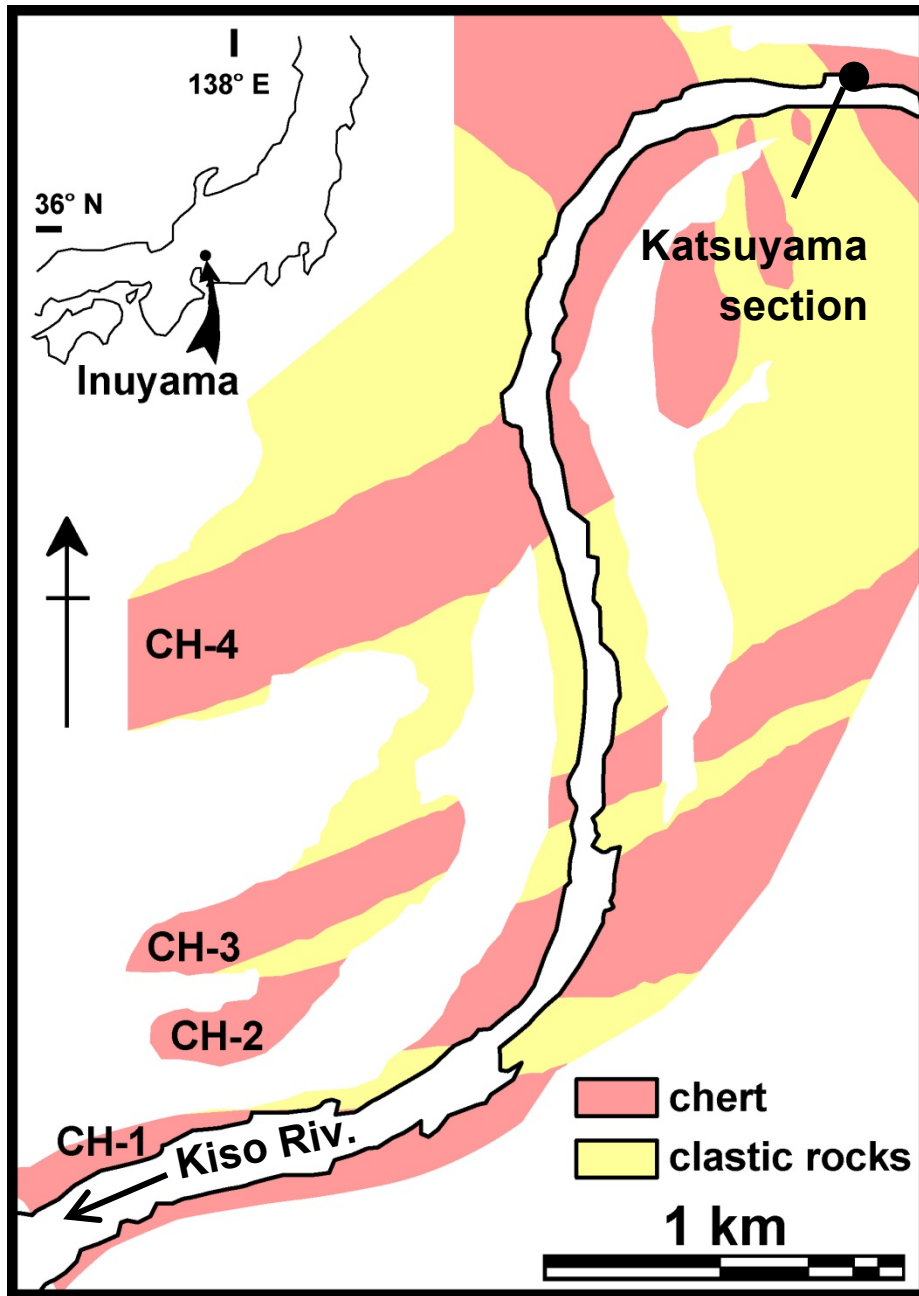 138° E
36° N
Inuyama
Katsuyama
section
CH-4
CH-3
CH-2
CH-1
Kiso Riv.
chert
clastic rocks
1 km